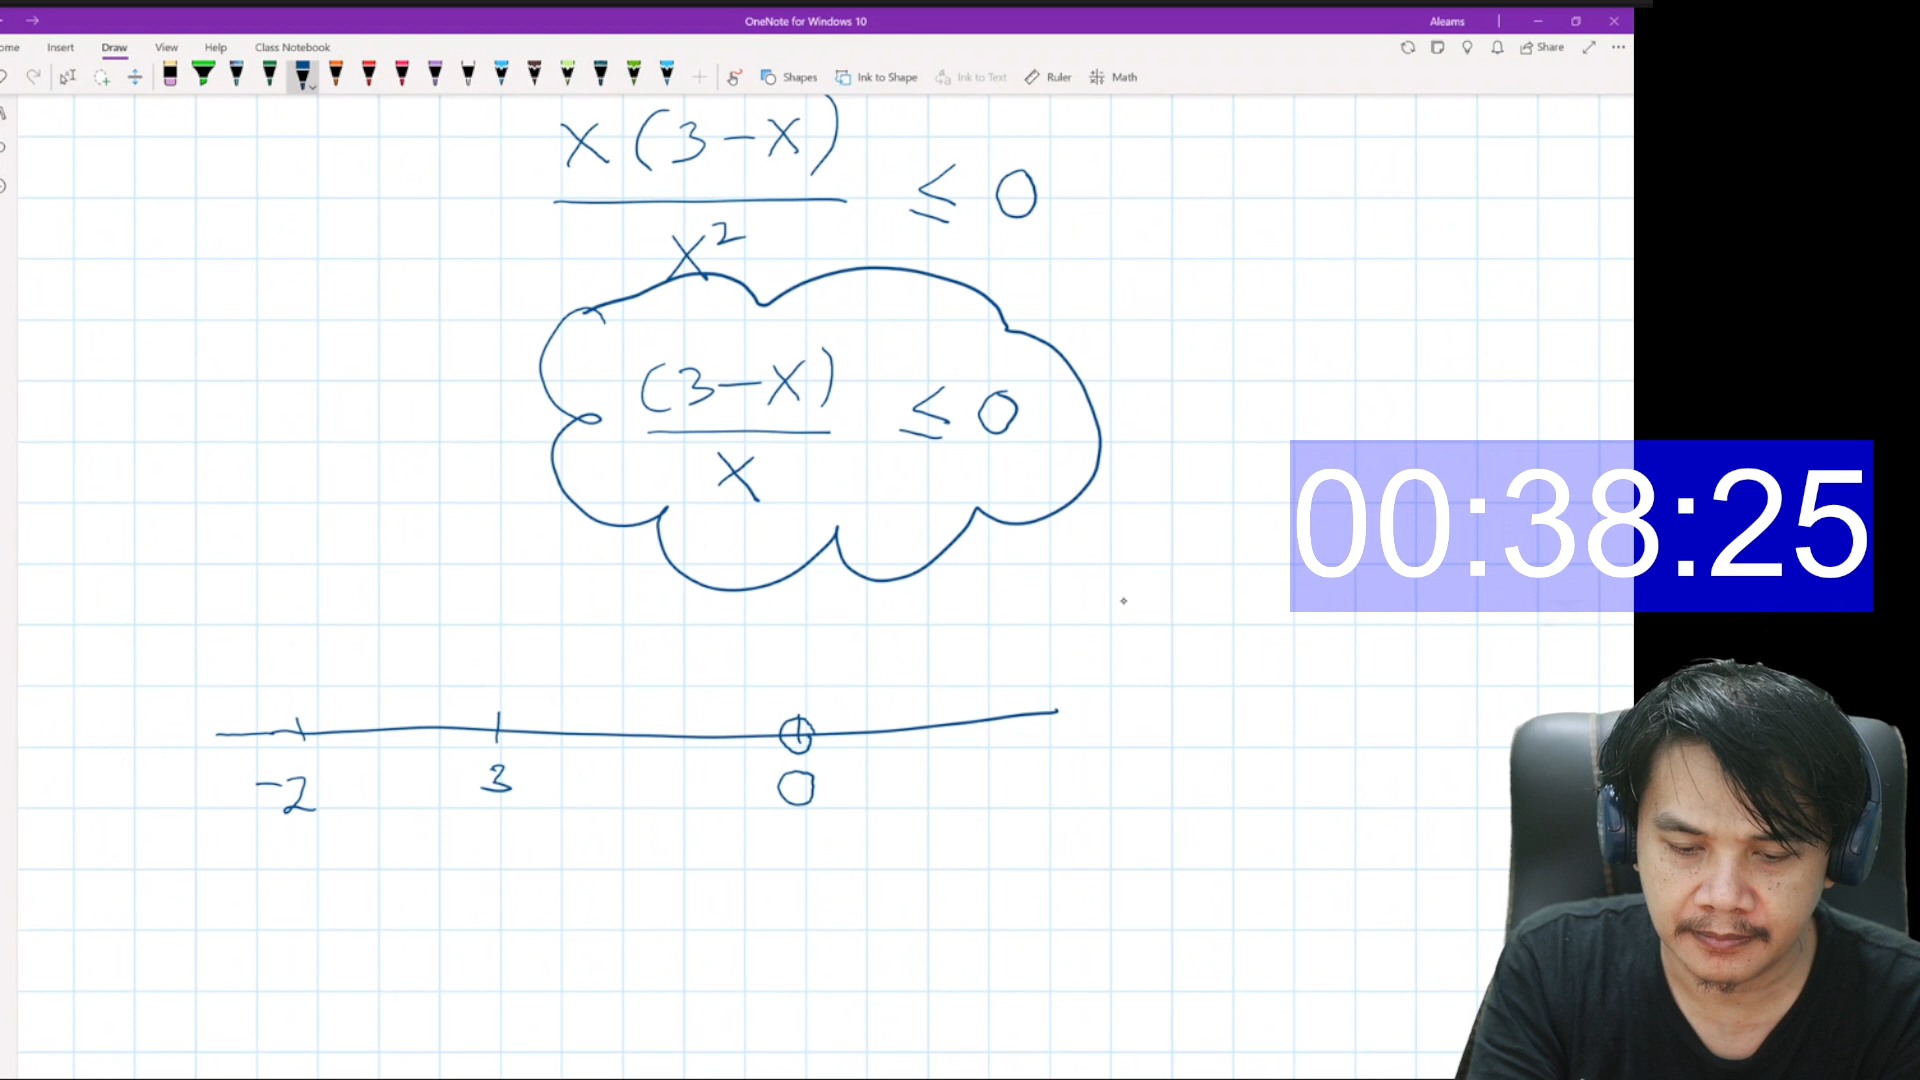 OneNote for Windows 10
Aleams
Insert Draw View Help Class Notebook
Share
Shapes Ink to Shape Ink to Text Ruler Math
x(3-x)
x²
≤ 0
(3-x)
x
≤ 0
00:38:25
-2 3 0